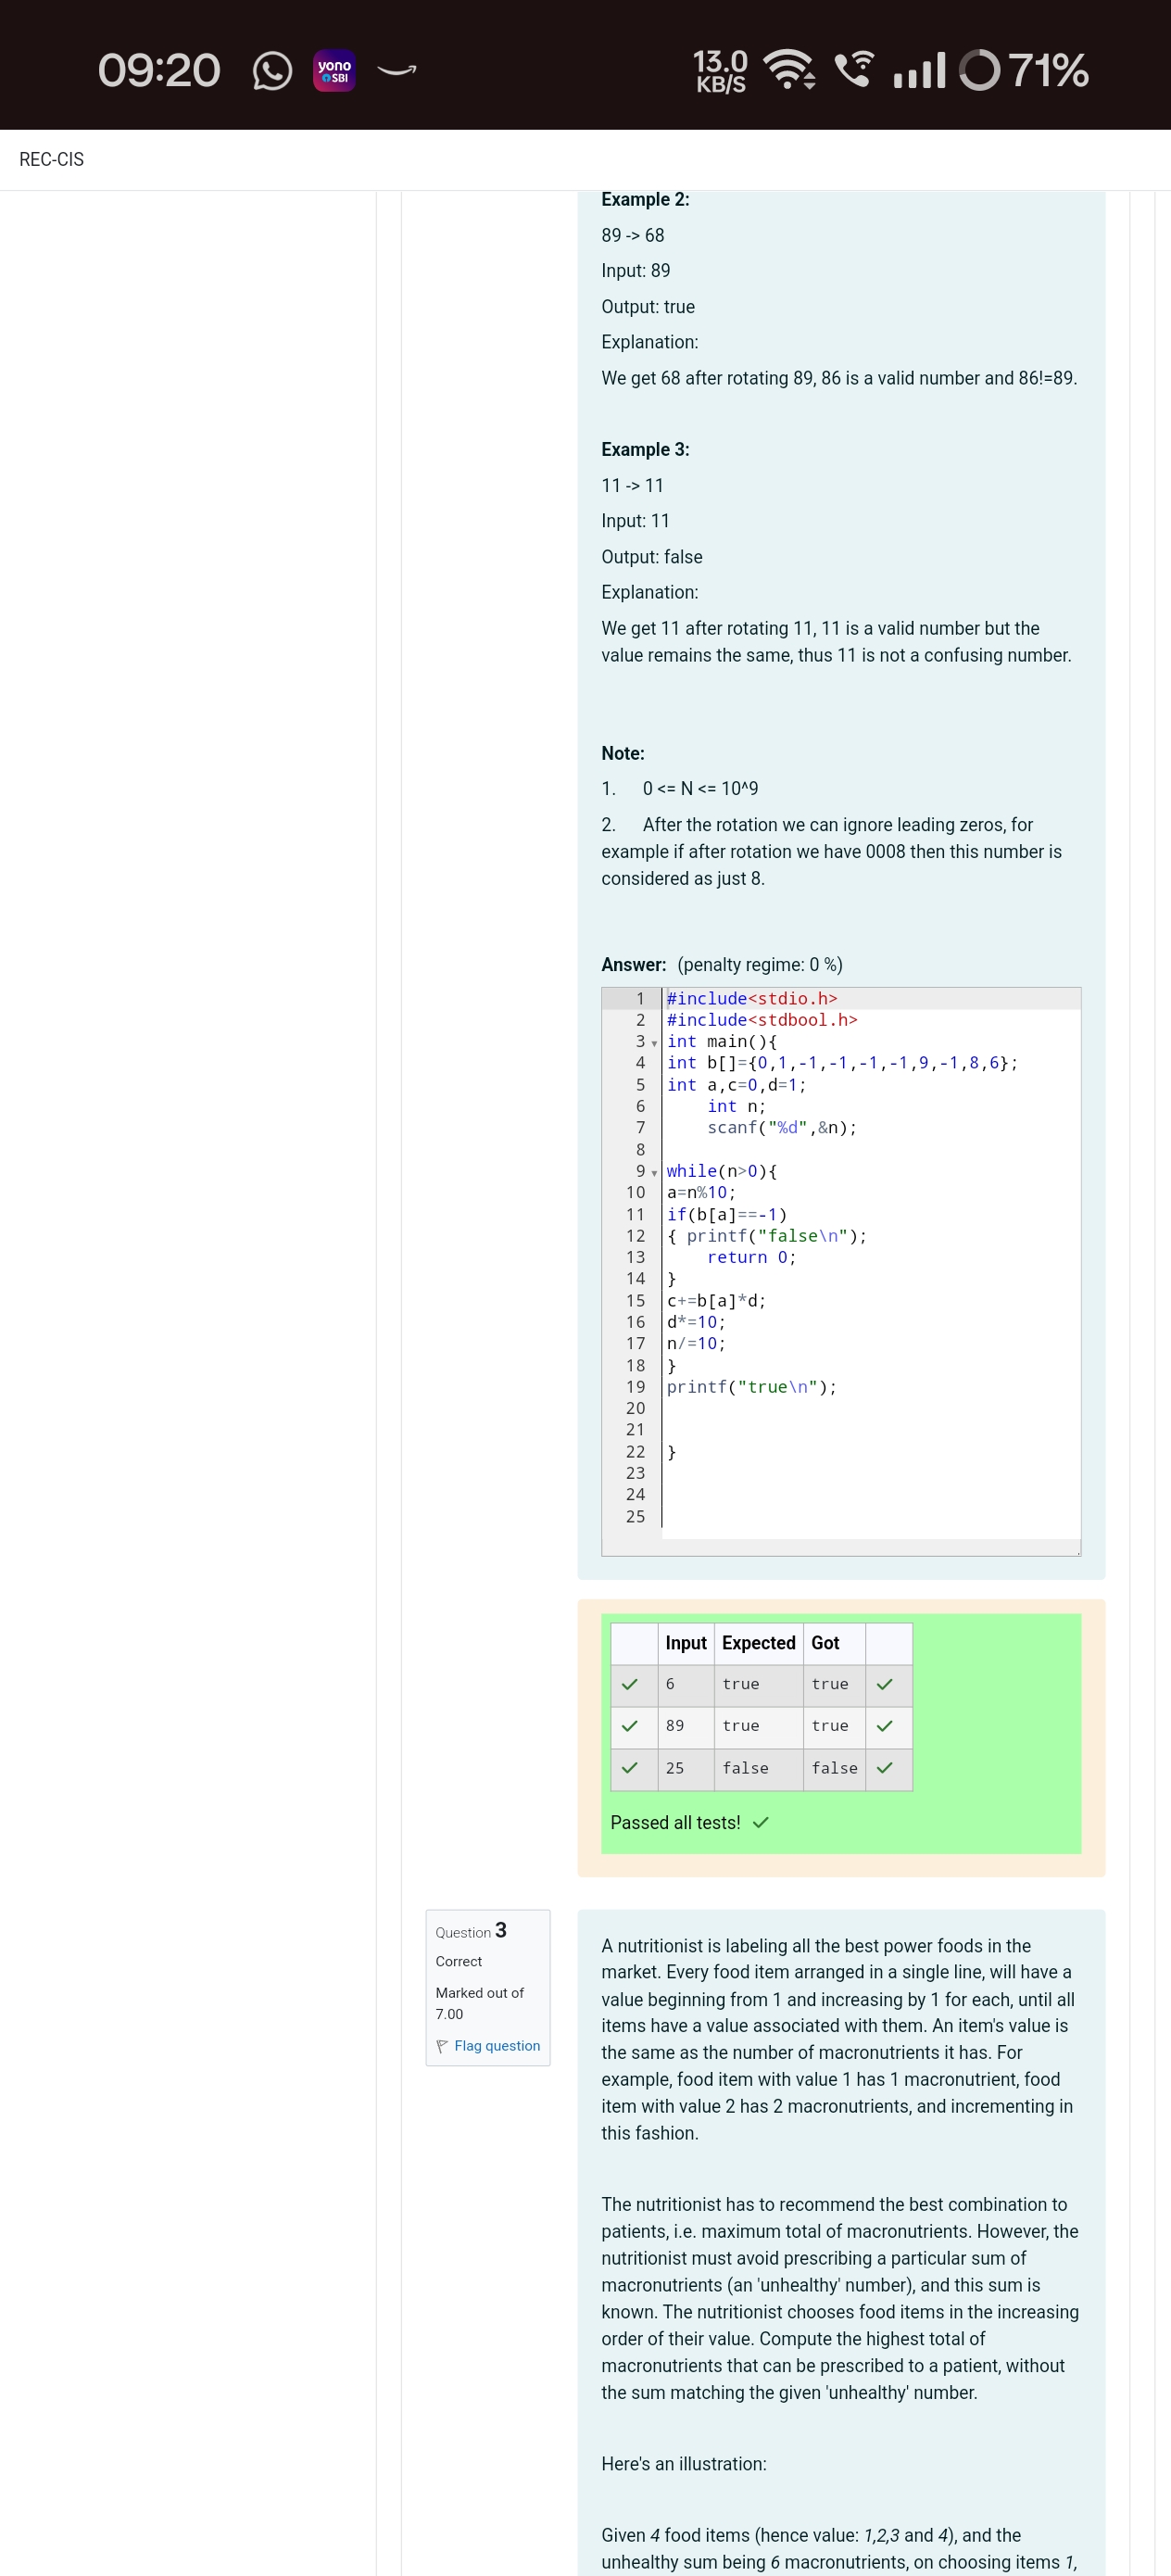 09:20
yono
SBI
13.0
KB/S
71%
REC-CIS
Example 2:
89 -> 68
Input: 89
Output: true
Explanation:
We get 68 after rotating 89, 86 is a valid number and 86!=89.
Example 3:
11 -> 11
Input: 11
Output: false
Explanation:
We get 11 after rotating 11, 11 is a valid number but the
value remains the same, thus 11 is not a confusing number.
Note:
1. 0 <= N <= 10^9
2. After the rotation we can ignore leading zeros, for
example if after rotation we have 0008 then this number is
considered as just 8.
Answer: (penalty regime: 0 %)
1 #include<stdio.h>
2 #include<stdbool.h>
3 int main(){
4 int b[]={0,1,-1,-1,-1,-1,9,-1,8,6};
5 int a,c=0,d=1;
6 int n;
7 scanf("%d",&n);
8
9 while(n>0){
10 a=n%10;
11 if(b[a]==-1)
12 { printf("false\n");
13 return 0;
14 }
15 c+=b[a]*d;
16 d*=10;
17 n/=10;
18 }
19 printf("true\n");
20
21
22 }
23
24
25
Input Expected Got
6 true true
89 true true
25 false false
Passed all tests!
Question 3
Correct
Marked out of
7.00
Flag question
A nutritionist is labeling all the best power foods in the
market. Every food item arranged in a single line, will have a
value beginning from 1 and increasing by 1 for each, until all
items have a value associated with them. An item's value is
the same as the number of macronutrients it has. For
example, food item with value 1 has 1 macronutrient, food
item with value 2 has 2 macronutrients, and incrementing in
this fashion.
The nutritionist has to recommend the best combination to
patients, i.e. maximum total of macronutrients. However, the
nutritionist must avoid prescribing a particular sum of
macronutrients (an 'unhealthy' number), and this sum is
known. The nutritionist chooses food items in the increasing
order of their value. Compute the highest total of
macronutrients that can be prescribed to a patient, without
the sum matching the given 'unhealthy' number.
Here's an illustration:
Given 4 food items (hence value: 1,2,3 and 4), and the
unhealthy sum being 6 macronutrients, on choosing items 1,